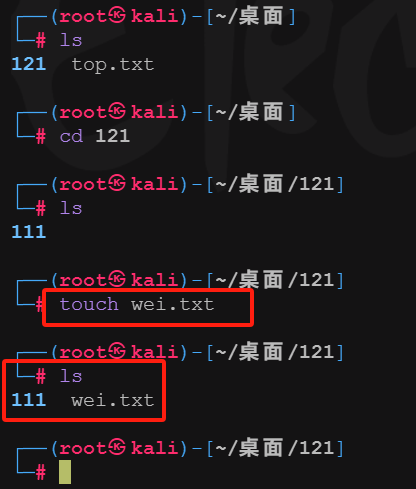 ┌──(root㉿kali)-[~/桌面]
└─# ls
121  top.txt
┌──(root㉿kali)-[~/桌面]
└─# cd 121
┌──(root㉿kali)-[~/桌面/121]
└─# ls
111
┌──(root㉿kali)-[~/桌面/121]
└─# touch wei.txt
┌──(root㉿kali)-[~/桌面/121]
└─# ls
111  wei.txt
┌──(root㉿kali)-[~/桌面/121]
└─#